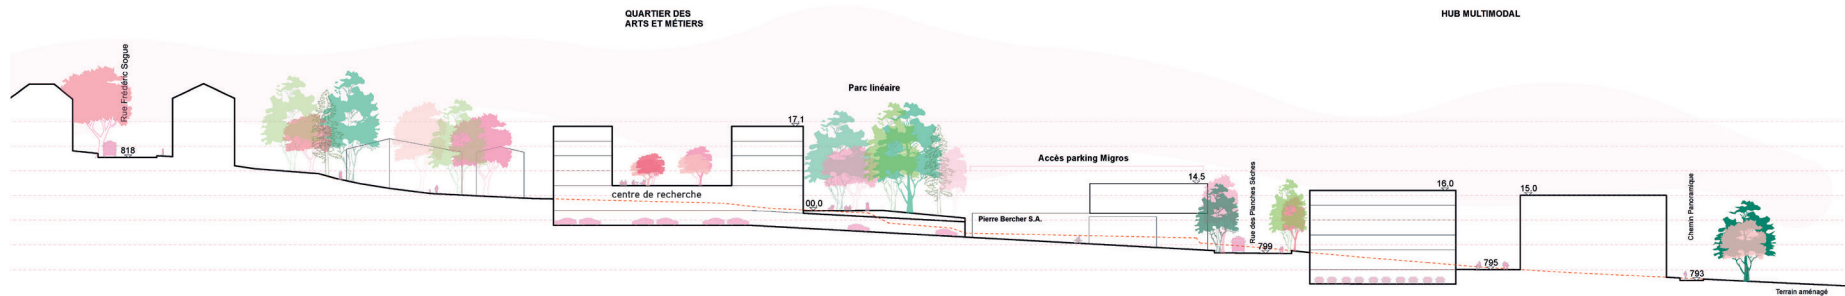 QUARTIER DES
ARTS ET MÉTIERS
HUB MULTIMODAL
Rue Frédéric Sogue
818
Parc linéaire
17.1
centre de recherche
00.0
Accès parking Migros
14,5
Pierre Bercher S.A.
Rue des Planches Sèches
799
16,0
15,0
795
Chemin Panoramique
793
Terrain aménagé